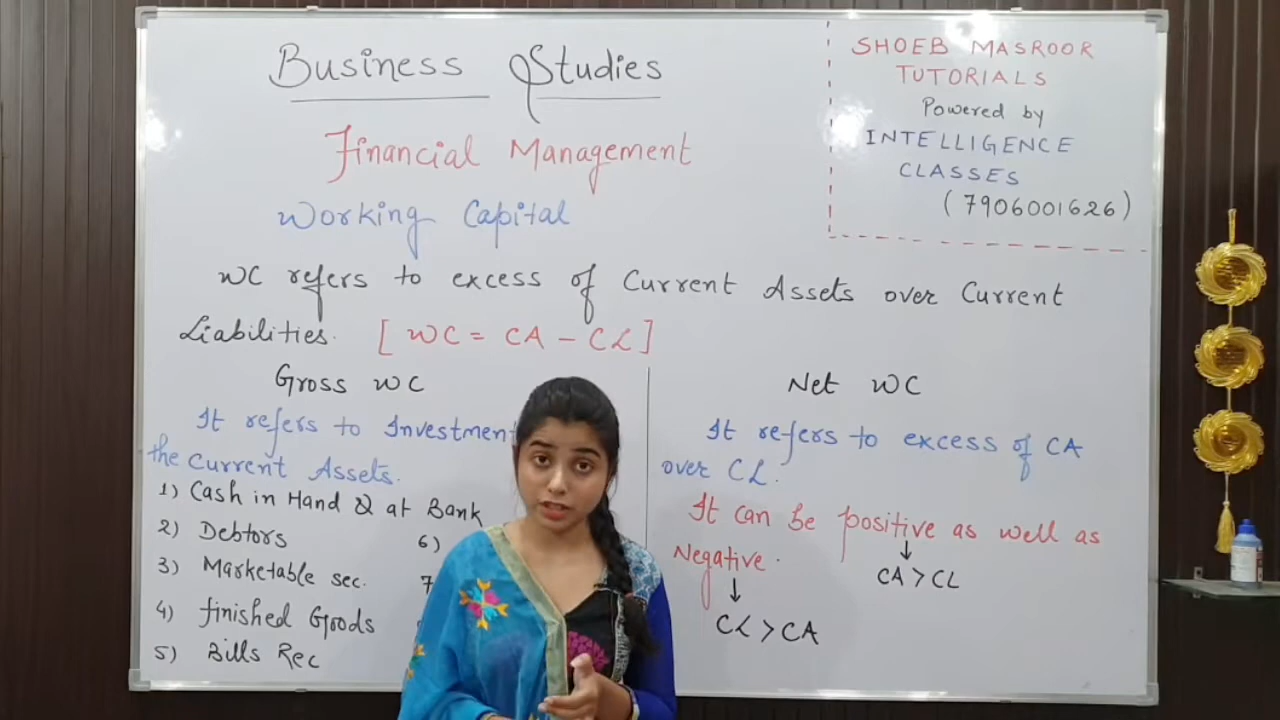 Business Studies
Financial Management
Working Capital
WC refers to excess of Current Assets over Current
Liabilities. [ WC = CA - CL ]
SHOEB MASROOR
TUTORIALS
Powered by
INTELLIGENCE
CLASSES
(7906001626)
Gross WC
It refers to Investment
the Current Assets.
1) Cash in Hand & at Bank
2) Debtors
3) Marketable sec.
4) Finished Goods
5) Bills Rec
6)
7
Net WC
It refers to excess of CA
over CL.
It can be positive as well as
Negative.
↓
CA > CL
↓
CL > CA